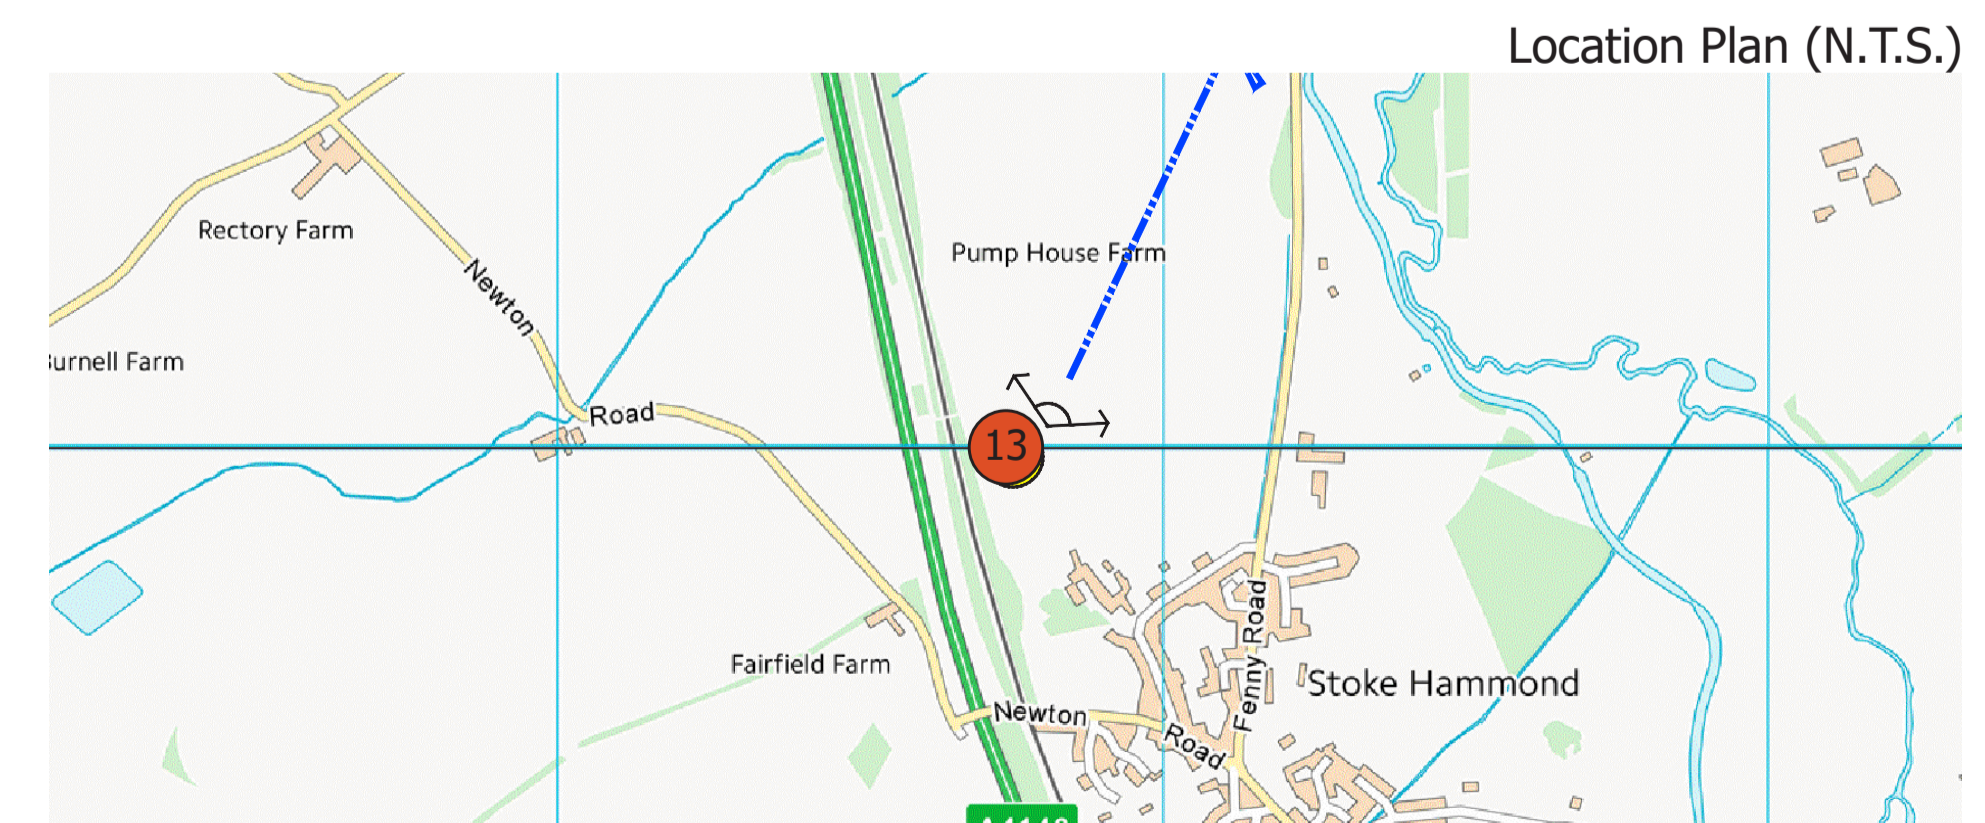 Location Plan (N.T.S.)
Rectory Farm
Pump House Farm
Newton
Burnell Farm
Road
13
Fairfield Farm
Fenny Road
Stoke Hammond
Newton
Road